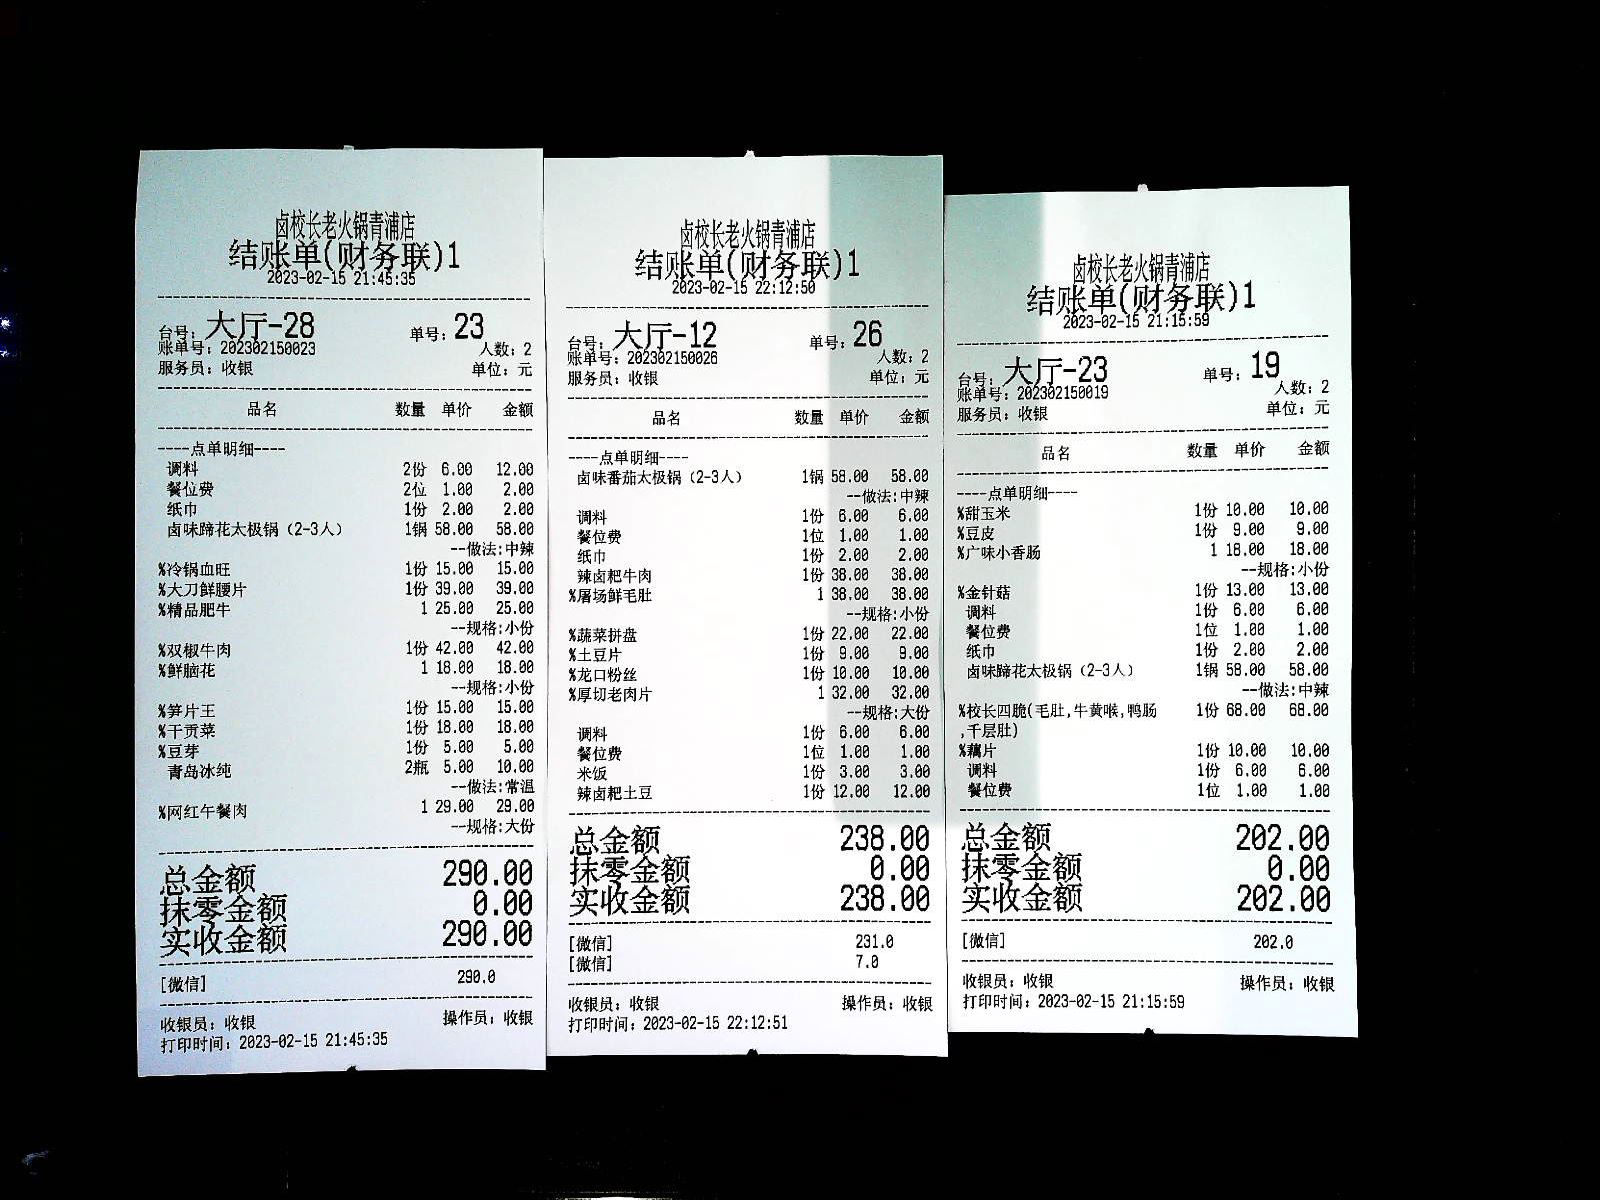 卤校长老火锅青浦店
结账单(财务联)1
2023-02-15 21:45:35
台号: 大厅-28 单号: 23
账单号: 202302150023 人数: 2
服务员: 收银 单位: 元
品名 数量 单价 金额
----点单明细----
调料 2份 6.00 12.00
餐位费 2位 1.00 2.00
纸巾 1份 2.00 2.00
卤味蹄花太极锅（2-3人） 1锅 58.00 58.00
--做法:中辣
%冷锅血旺 1份 15.00 15.00
%大刀鲜腰片 1份 39.00 39.00
%精品肥牛 1 25.00 25.00
--规格:小份
%双椒牛肉 1份 42.00 42.00
%鲜脑花 1 18.00 18.00
--规格:小份
%笋片王 1份 15.00 15.00
%干贡菜 1份 18.00 18.00
%豆芽 1份 5.00 5.00
青岛冰纯 2瓶 5.00 10.00
--做法:常温
%网红午餐肉 1 29.00 29.00
--规格:大份
总金额 290.00
抹零金额 0.00
实收金额 290.00
[微信] 290.0
收银员: 收银 操作员: 收银
打印时间: 2023-02-15 21:45:35
卤校长老火锅青浦店
结账单(财务联)1
2023-02-15 22:12:50
台号: 大厅-12 单号: 26
账单号: 202302150026 人数: 2
服务员: 收银 单位: 元
品名 数量 单价 金额
----点单明细----
卤味番茄太极锅（2-3人） 1锅 58.00 58.00
--做法:中辣
调料 1份 6.00 6.00
餐位费 1位 1.00 1.00
纸巾 1份 2.00 2.00
辣卤粑牛肉 1份 38.00 38.00
%屠场鲜毛肚 1 38.00 38.00
--规格:小份
%蔬菜拼盘 1份 22.00 22.00
%土豆片 1份 9.00 9.00
%龙口粉丝 1份 10.00 10.00
%厚切老肉片 1 32.00 32.00
--规格:大份
调料 1份 6.00 6.00
餐位费 1位 1.00 1.00
米饭 1份 3.00 3.00
辣卤粑土豆 1份 12.00 12.00
总金额 238.00
抹零金额 0.00
实收金额 238.00
[微信] 231.0
[微信] 7.0
收银员: 收银 操作员: 收银
打印时间: 2023-02-15 22:12:51
卤校长老火锅青浦店
结账单(财务联)1
2023-02-15 21:15:59
台号: 大厅-23 单号: 19
账单号: 202302150019 人数: 2
服务员: 收银 单位: 元
品名 数量 单价 金额
----点单明细----
%甜玉米 1份 10.00 10.00
%豆皮 1份 9.00 9.00
%广味小香肠 1 18.00 18.00
--规格:小份
%金针菇 1份 13.00 13.00
调料 1份 6.00 6.00
餐位费 1位 1.00 1.00
纸巾 1份 2.00 2.00
卤味蹄花太极锅（2-3人） 1锅 58.00 58.00
--做法:中辣
%校长四脆(毛肚,牛黄喉,鸭肠 1份 68.00 68.00
,千层肚)
%藕片 1份 10.00 10.00
调料 1份 6.00 6.00
餐位费 1位 1.00 1.00
总金额 202.00
抹零金额 0.00
实收金额 202.00
[微信] 202.0
收银员: 收银 操作员: 收银
打印时间: 2023-02-15 21:15:59